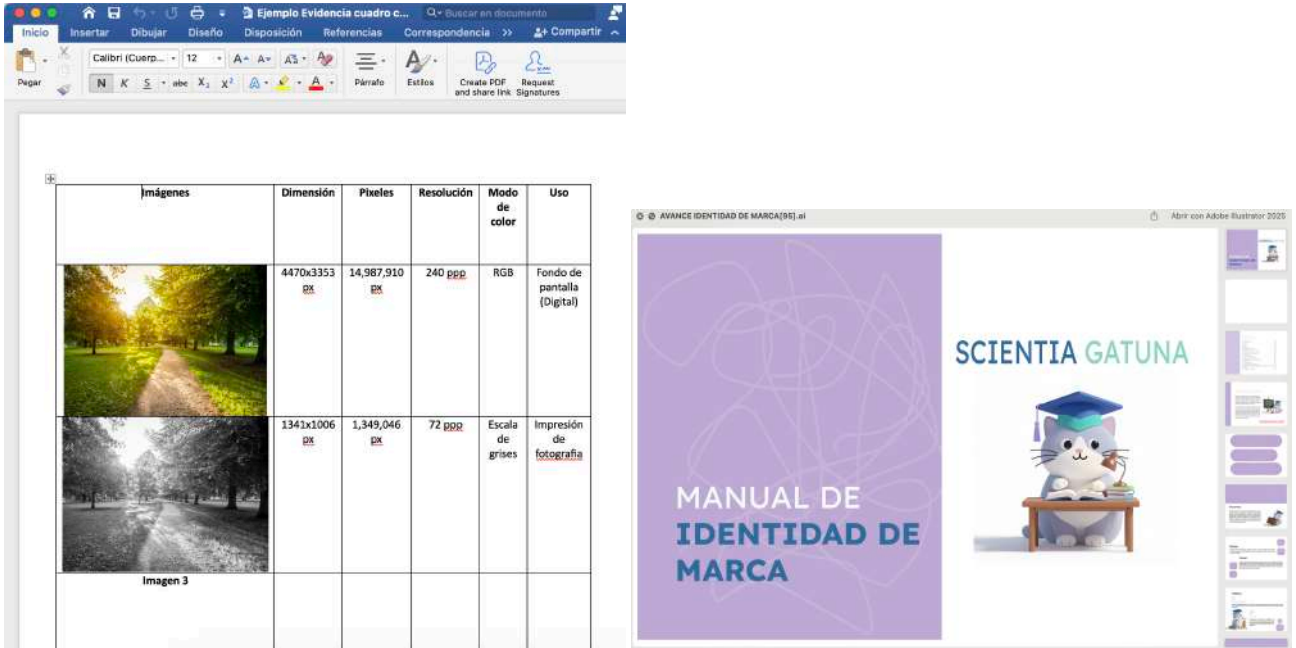 Ejemplo Evidencia cuadro c...
Buscar en documento
Inicio Insertar Dibujar Diseño Disposición Referencias Correspondencia >> Compartir
Pegar
Calibri (Cuerp... 12
N K S abc X₂ X²
Párrafo
Estilos
Create PDF and share link
Request Signatures
Imágenes Dimensión Pixeles Resolución Modo de color Uso
4470x3353 px 14,987,910 px 240 ppp RGB Fondo de pantalla (Digital)
1341x1006 px 1,349,046 px 72 ppp Escala de grises Impresión de fotografia
Imagen 3
AVANCE IDENTIDAD DE MARCA[95].ai
Abrir con Adobe Illustrator 2025
SCIENTIA GATUNA
MANUAL DE
IDENTIDAD DE
MARCA